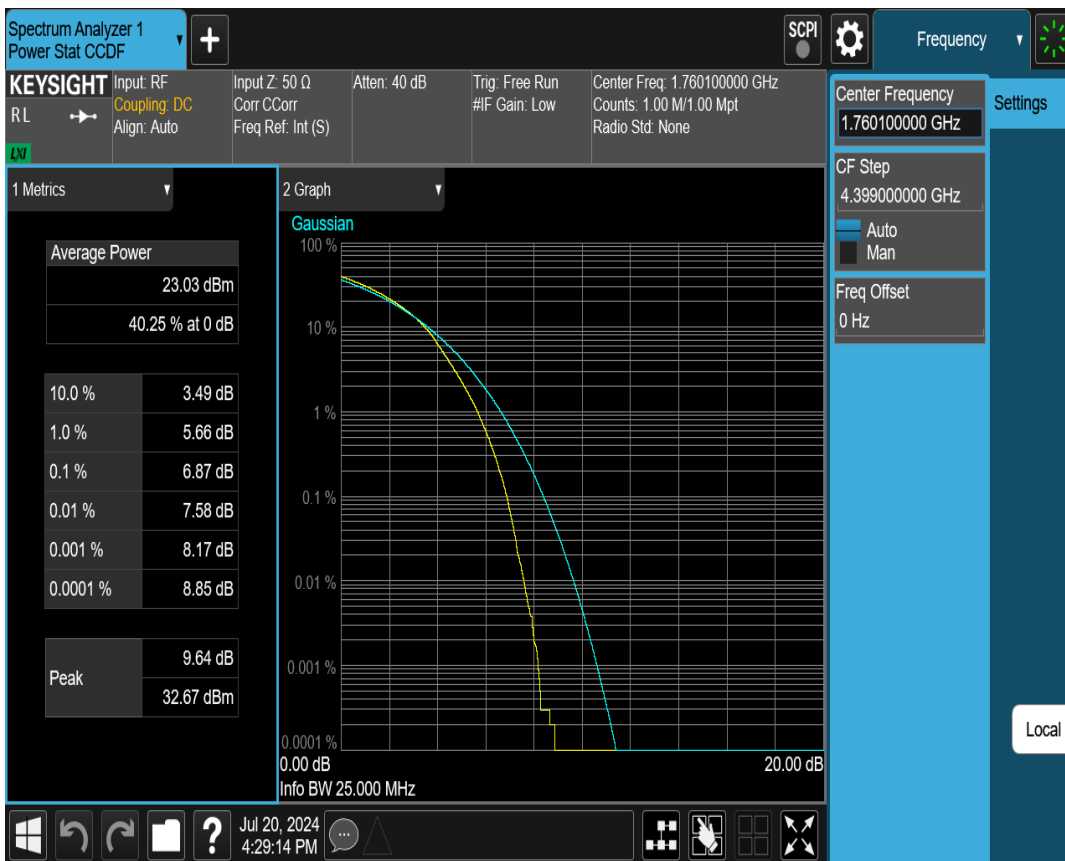 Spectrum Analyzer 1
Power Stat CCDF
SCPI
Frequency
KEYSIGHT
RL
LXI
Input: RF
Coupling: DC
Align: Auto
Input Z: 50 Ω
Corr CCorr
Freq Ref: Int (S)
Atten: 40 dB
Trig: Free Run
#IF Gain: Low
Center Freq: 1.760100000 GHz
Counts: 1.00 M/1.00 Mpt
Radio Std: None
Center Frequency
1.760100000 GHz
Settings
CF Step
4.399000000 GHz
Auto
Man
Freq Offset
0 Hz
1 Metrics
Average Power
23.03 dBm
40.25 % at 0 dB
10.0 % 3.49 dB
1.0 % 5.66 dB
0.1 % 6.87 dB
0.01 % 7.58 dB
0.001 % 8.17 dB
0.0001 % 8.85 dB
Peak
9.64 dB
32.67 dBm
2 Graph
Gaussian
100 %
10 %
1 %
0.1 %
0.01 %
0.001 %
0.0001 %
0.00 dB
20.00 dB
Info BW 25.000 MHz
Local
?
Jul 20, 2024
4:29:14 PM